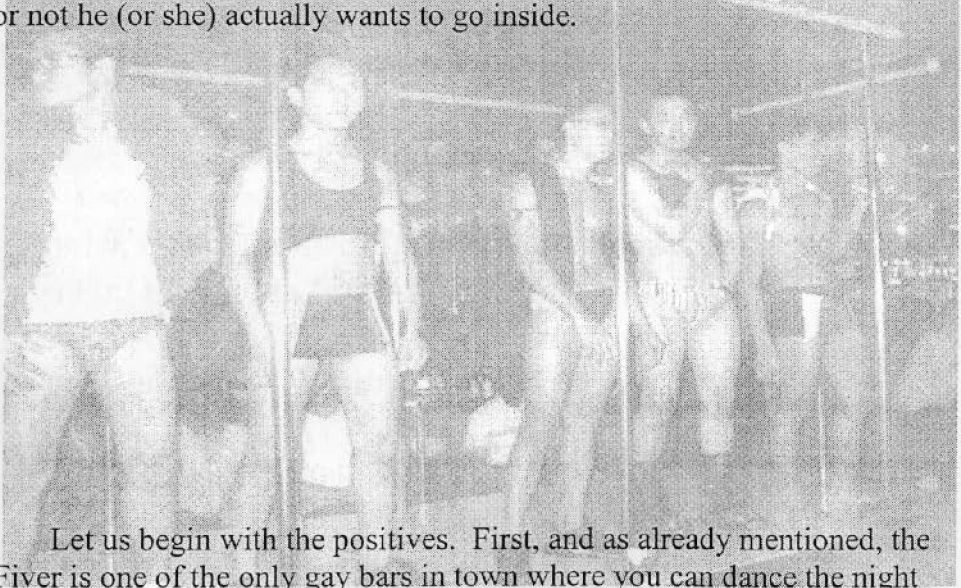 or not he (or she) actually wants to go inside.
Let us begin with the positives.  First, and as already mentioned, the
Fiver is one of the only gay bars in town where you can dance the night